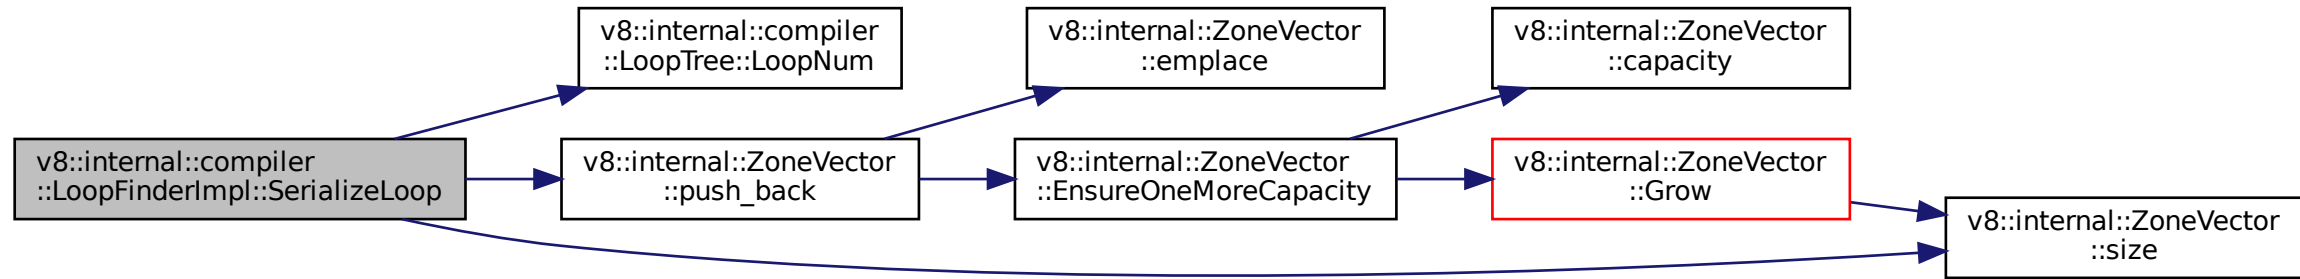 v8::internal::compiler
::LoopFinderImpl::SerializeLoop
v8::internal::compiler
::LoopTree::LoopNum
v8::internal::ZoneVector
::push_back
v8::internal::ZoneVector
::emplace
v8::internal::ZoneVector
::EnsureOneMoreCapacity
v8::internal::ZoneVector
::capacity
v8::internal::ZoneVector
::Grow
v8::internal::ZoneVector
::size